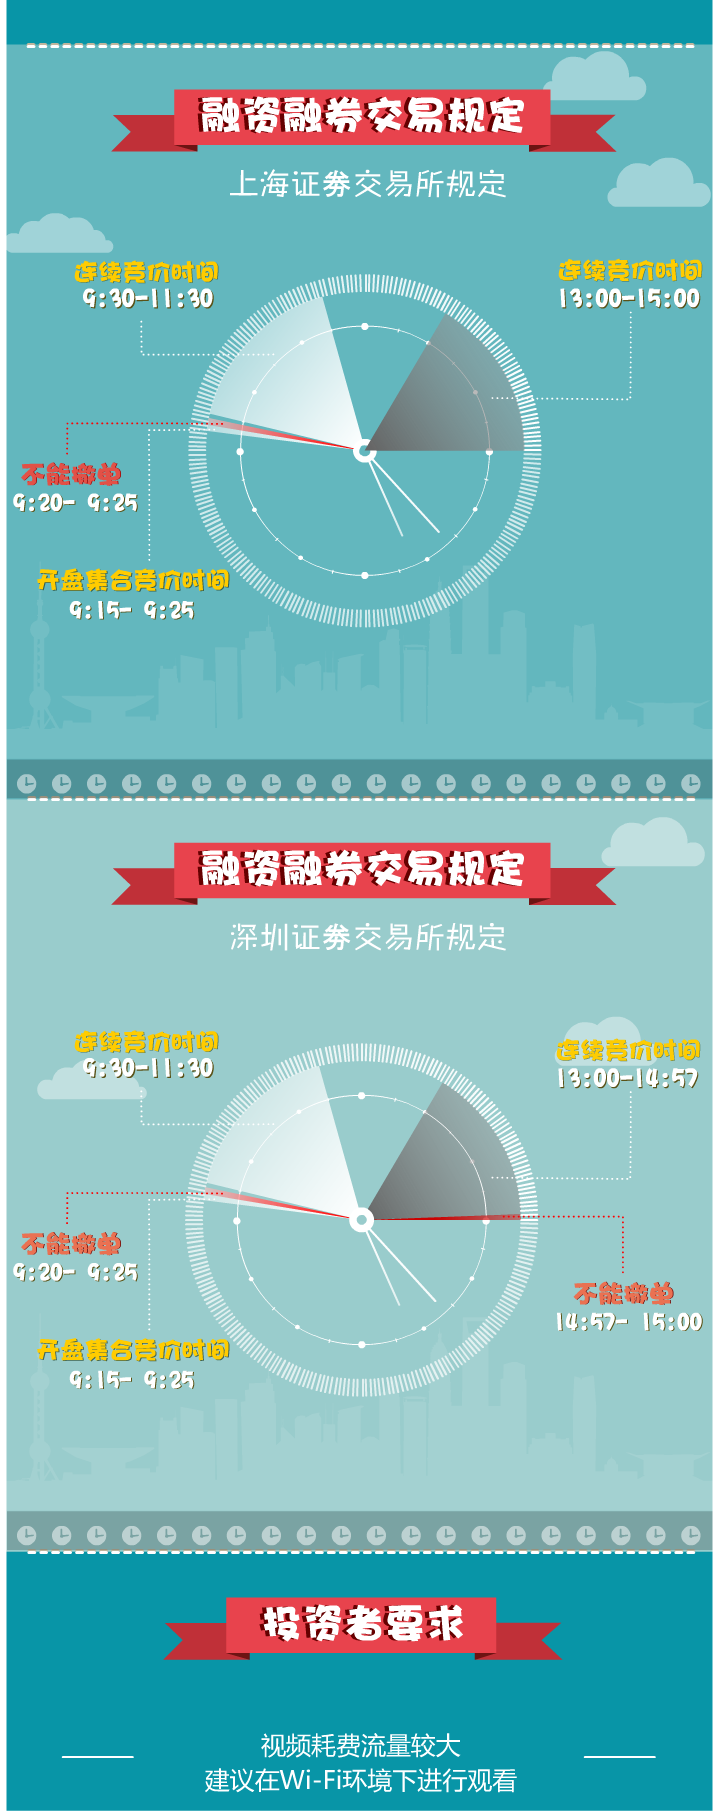 融资融券交易规定
上海证券交易所规定
连续竞价时间
9:30-11:30
连续竞价时间
13:00-15:00
不能撤单
9:20- 9:25
开盘集合竞价时间
9:15- 9:25
融资融券交易规定
深圳证券交易所规定
连续竞价时间
9:30-11:30
连续竞价时间
13:00-14:57
不能撤单
9:20- 9:25
不能撤单
14:57- 15:00
开盘集合竞价时间
9:15- 9:25
投资者要求
视频耗费流量较大
建议在Wi-Fi环境下进行观看